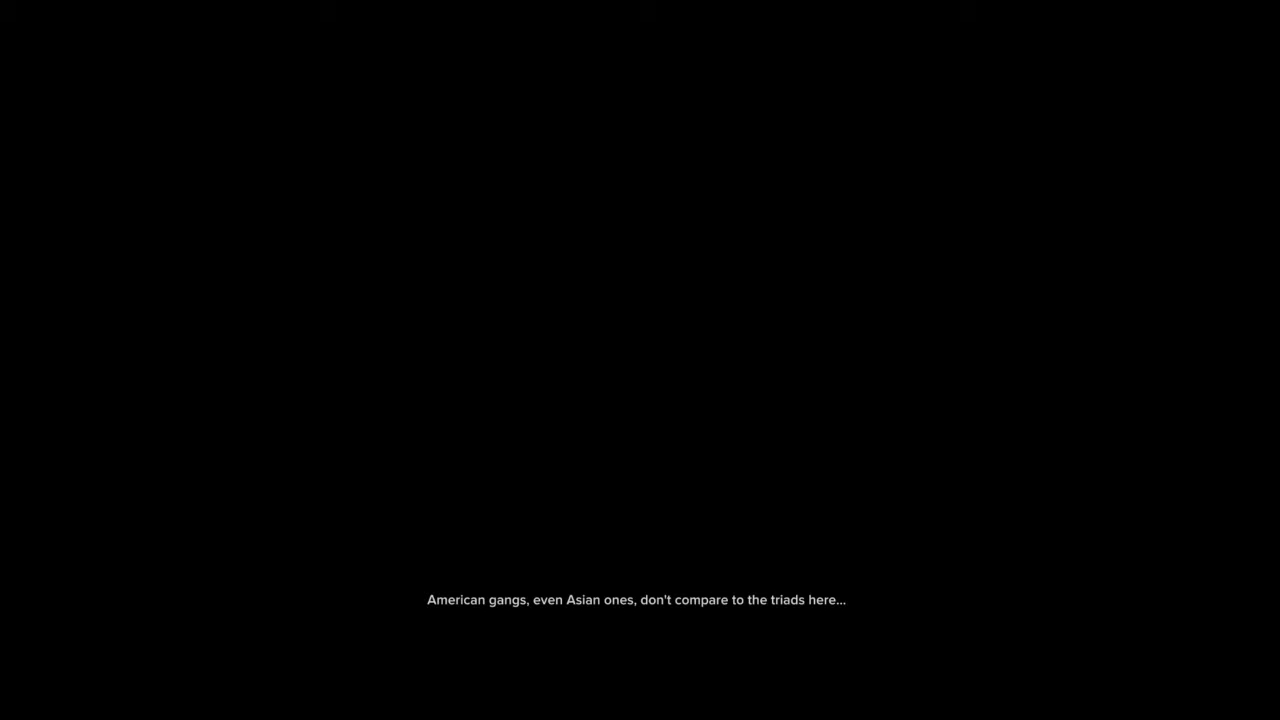 American gangs, even Asian ones, don't compare to the triads here...